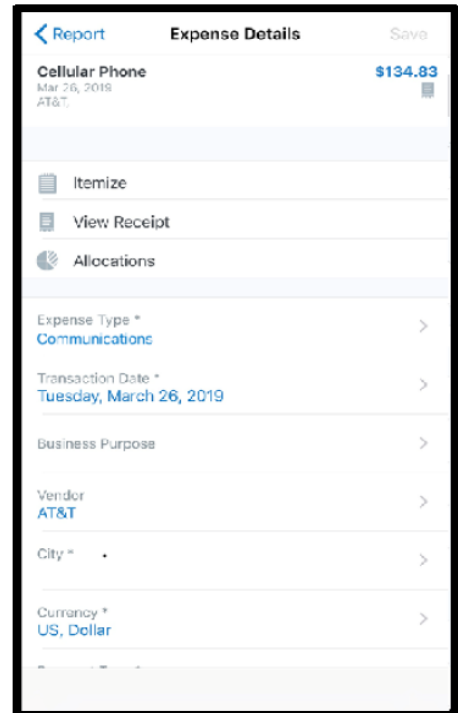 Report
Expense Details
Save
Cellular Phone
$134.83
Mar 26, 2019
AT&T,
Itemize
View Receipt
Allocations
Expense Type *
Communications
Transaction Date *
Tuesday, March 26, 2019
Business Purpose
Vendor
AT&T
City *
Currency *
US, Dollar